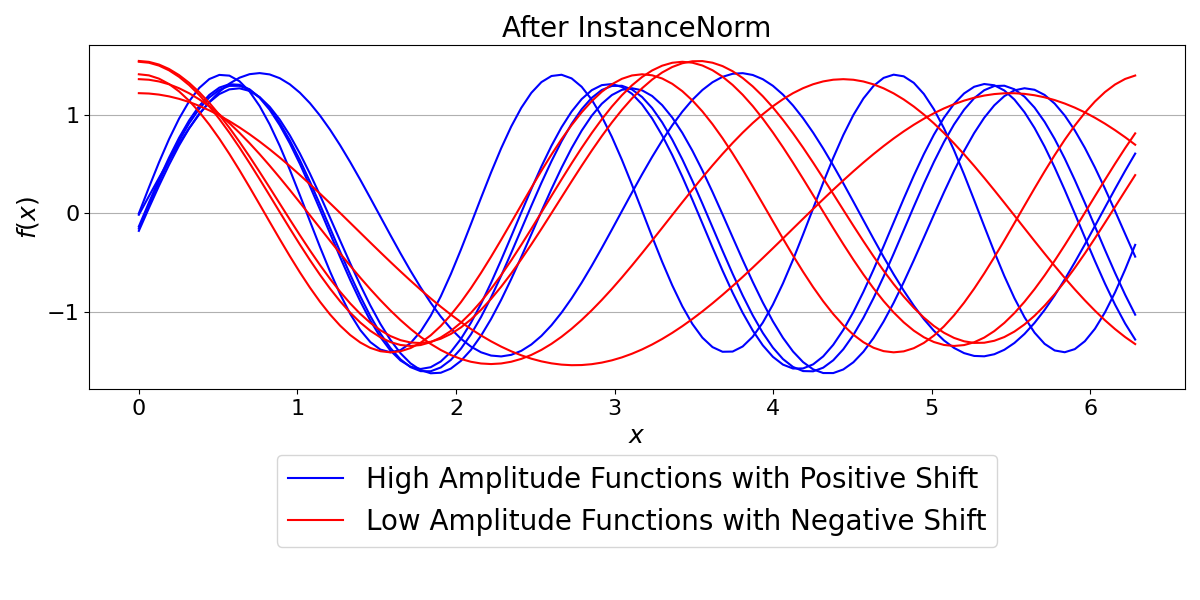 After InstanceNorm
f(x)
1
0
−1
0 1 2 3 4 5 6
x
High Amplitude Functions with Positive Shift
Low Amplitude Functions with Negative Shift